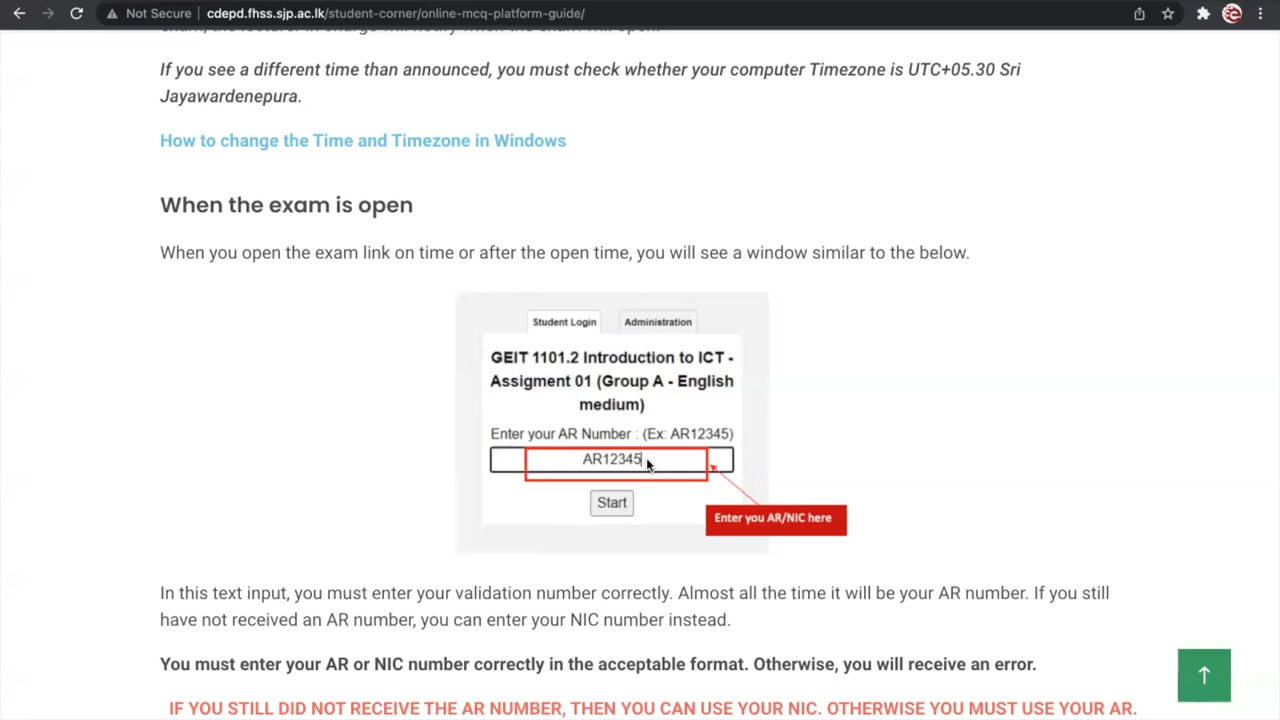 Not Secure | cdepd.fhss.sjp.ac.lk/student-corner/online-mcq-platform-guide/
If you see a different time than announced, you must check whether your computer Timezone is UTC+05.30 Sri
Jayawardenepura.
How to change the Time and Timezone in Windows
When the exam is open
When you open the exam link on time or after the open time, you will see a window similar to the below.
Student Login Administration
GEIT 1101.2 Introduction to ICT -
Assigment 01 (Group A - English
medium)
Enter your AR Number : (Ex: AR12345)
AR12345
Start
Enter you AR/NIC here
In this text input, you must enter your validation number correctly. Almost all the time it will be your AR number. If you still
have not received an AR number, you can enter your NIC number instead.
You must enter your AR or NIC number correctly in the acceptable format. Otherwise, you will receive an error.
IF YOU STILL DID NOT RECEIVE THE AR NUMBER, THEN YOU CAN USE YOUR NIC. OTHERWISE YOU MUST USE YOUR AR.